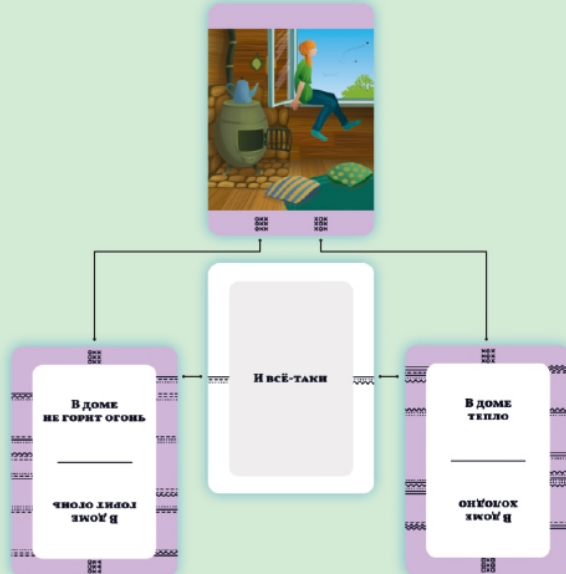 И ВСЁ-ТАКИ
В ДОМЕ
НЕ ГОРИТ ОГОНЬ
В ДОМЕ
ГОРИТ ОГОНЬ
В ДОМЕ
ТЕПЛО
В ДОМЕ
ХОЛОДНО